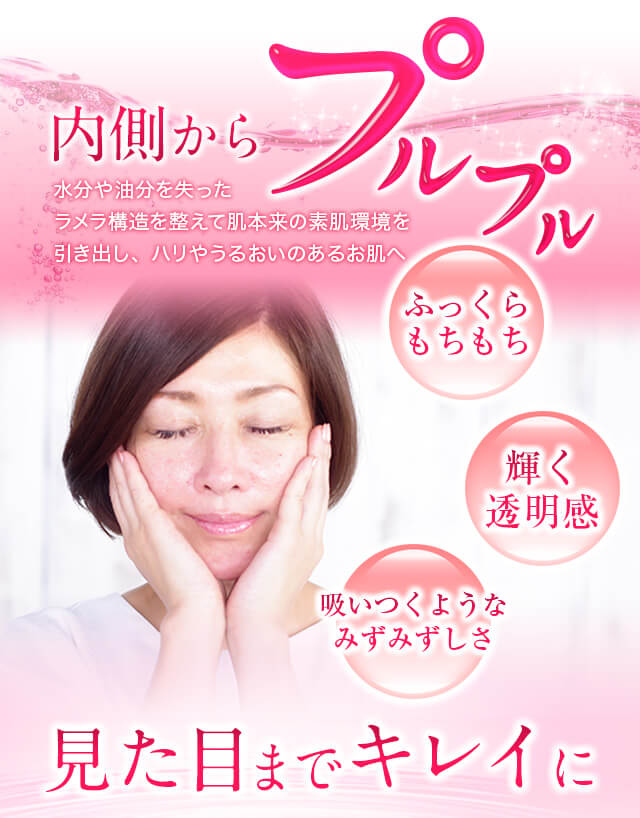 内側から
プルプル
水分や油分を失った
ラメラ構造を整えて肌本来の素肌環境を
引き出し、ハリやうるおいのあるお肌へ
ふっくら
もちもち
輝く
透明感
吸いつくような
みずみずしさ
見た目までキレイに